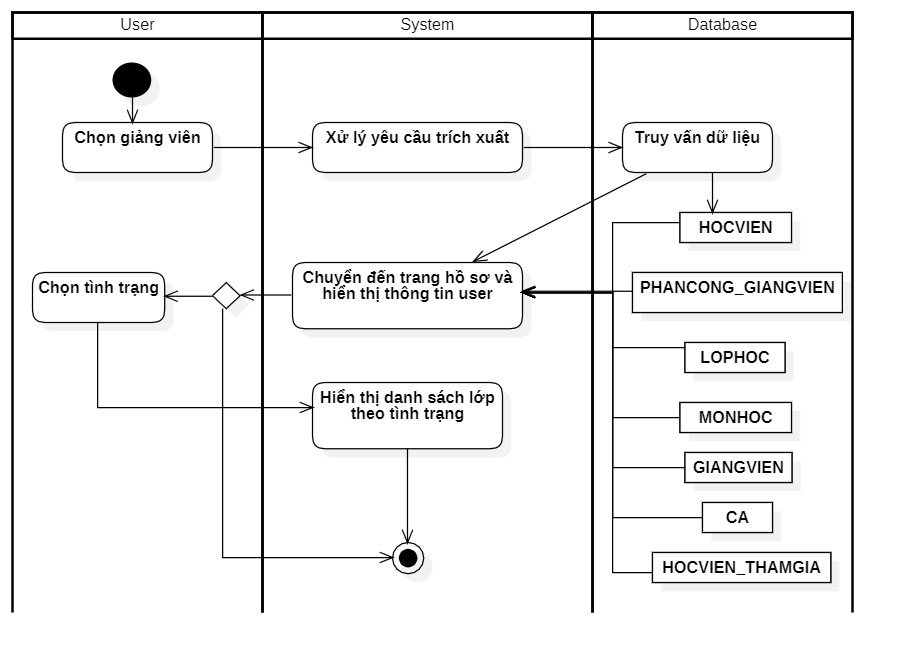 User
System
Database
Chọn giảng viên
Xử lý yêu cầu trích xuất
Truy vấn dữ liệu
HOCVIEN
Chuyển đến trang hồ sơ và
hiển thị thông tin user
Chọn tình trạng
PHANCONG_GIANGVIEN
LOPHOC
Hiển thị danh sách lớp
theo tình trạng
MONHOC
GIANGVIEN
CA
HOCVIEN_THAMGIA